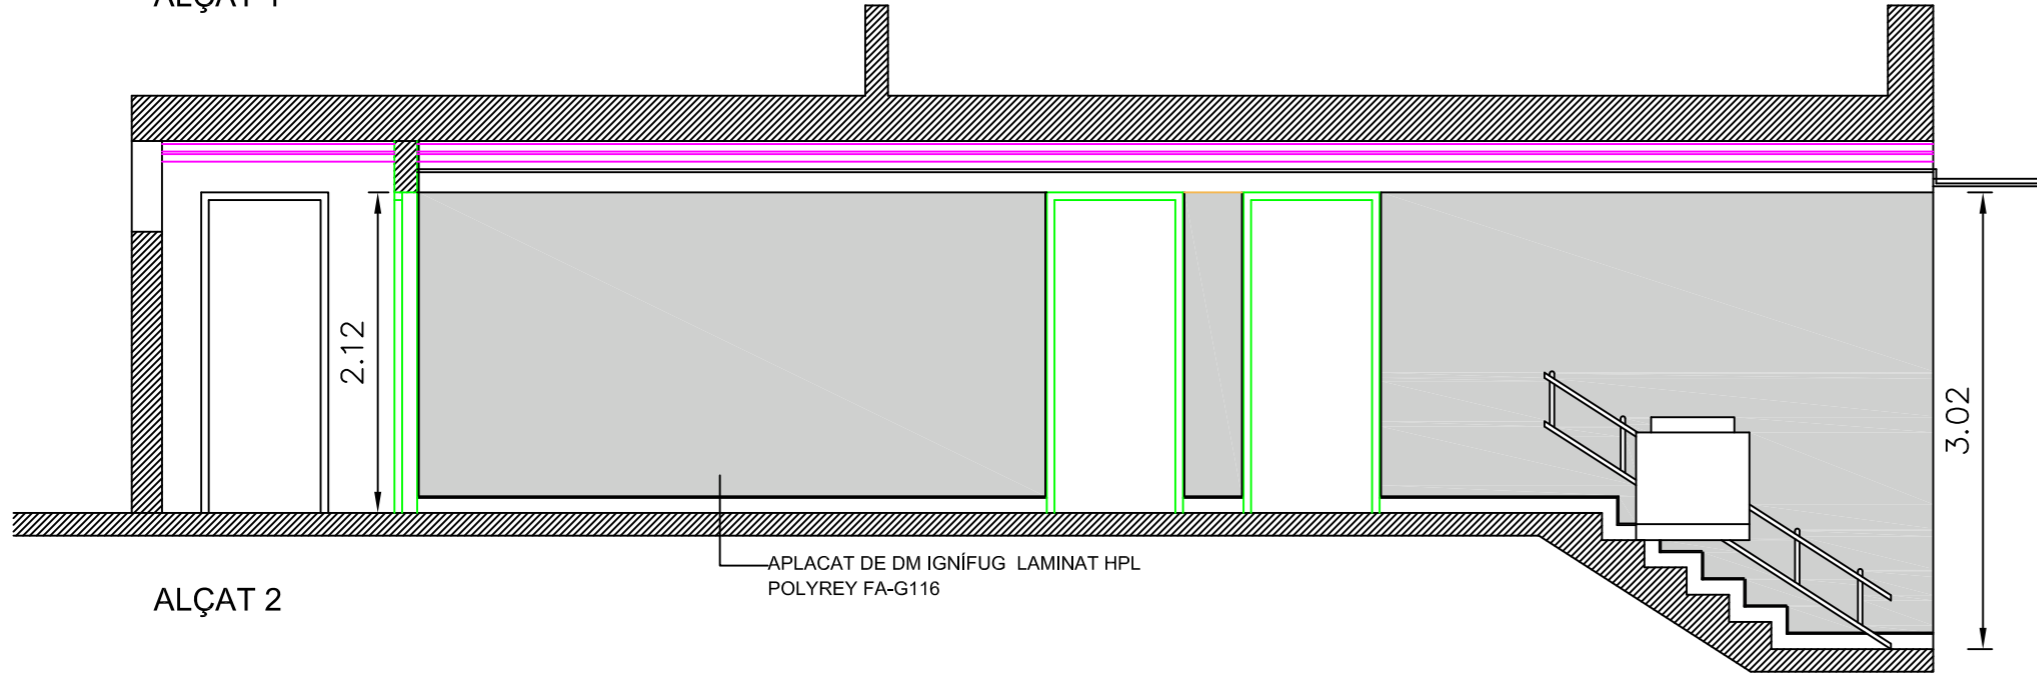 2.12
3.02
APLACAT DE DM IGNÍFUG LAMINAT HPL
POLYREY FA-G116
ALÇAT 2